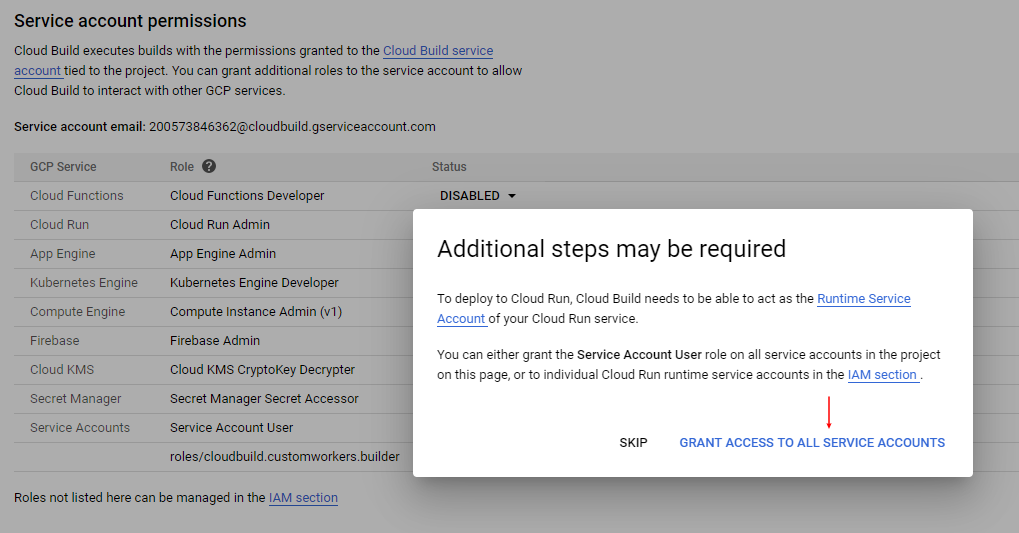 Service account permissions
Cloud Build executes builds with the permissions granted to the Cloud Build service
account tied to the project. You can grant additional roles to the service account to allow
Cloud Build to interact with other GCP services.
Service account email: 200573846362@cloudbuild.gserviceaccount.com
GCP Service Role ? Status
Cloud Functions Cloud Functions Developer DISABLED
Cloud Run Cloud Run Admin
App Engine App Engine Admin
Kubernetes Engine Kubernetes Engine Developer
Compute Engine Compute Instance Admin (v1)
Firebase Firebase Admin
Cloud KMS Cloud KMS CryptoKey Decrypter
Secret Manager Secret Manager Secret Accessor
Service Accounts Service Account User
roles/cloudbuild.customworkers.builder
Roles not listed here can be managed in the IAM section
Additional steps may be required
To deploy to Cloud Run, Cloud Build needs to be able to act as the Runtime Service
Account of your Cloud Run service.
You can either grant the Service Account User role on all service accounts in the project
on this page, or to individual Cloud Run runtime service accounts in the IAM section .
SKIP GRANT ACCESS TO ALL SERVICE ACCOUNTS